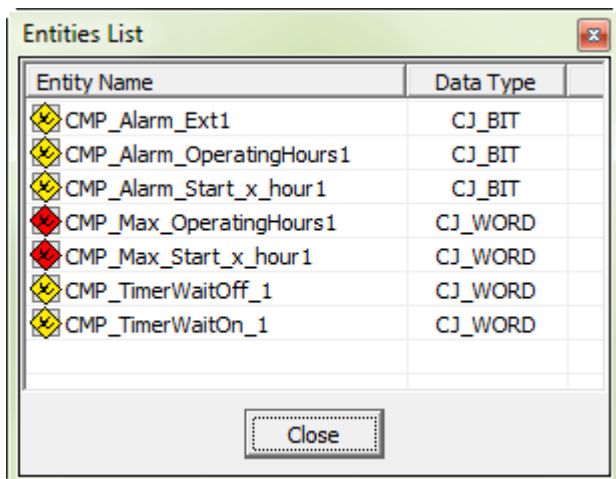 Entities List
Entity Name Data Type
CMP_Alarm_Ext1 CJ_BIT
CMP_Alarm_OperatingHours1 CJ_BIT
CMP_Alarm_Start_x_hour1 CJ_BIT
CMP_Max_OperatingHours1 CJ_WORD
CMP_Max_Start_x_hour1 CJ_WORD
CMP_TimerWaitOff_1 CJ_WORD
CMP_TimerWaitOn_1 CJ_WORD
Close